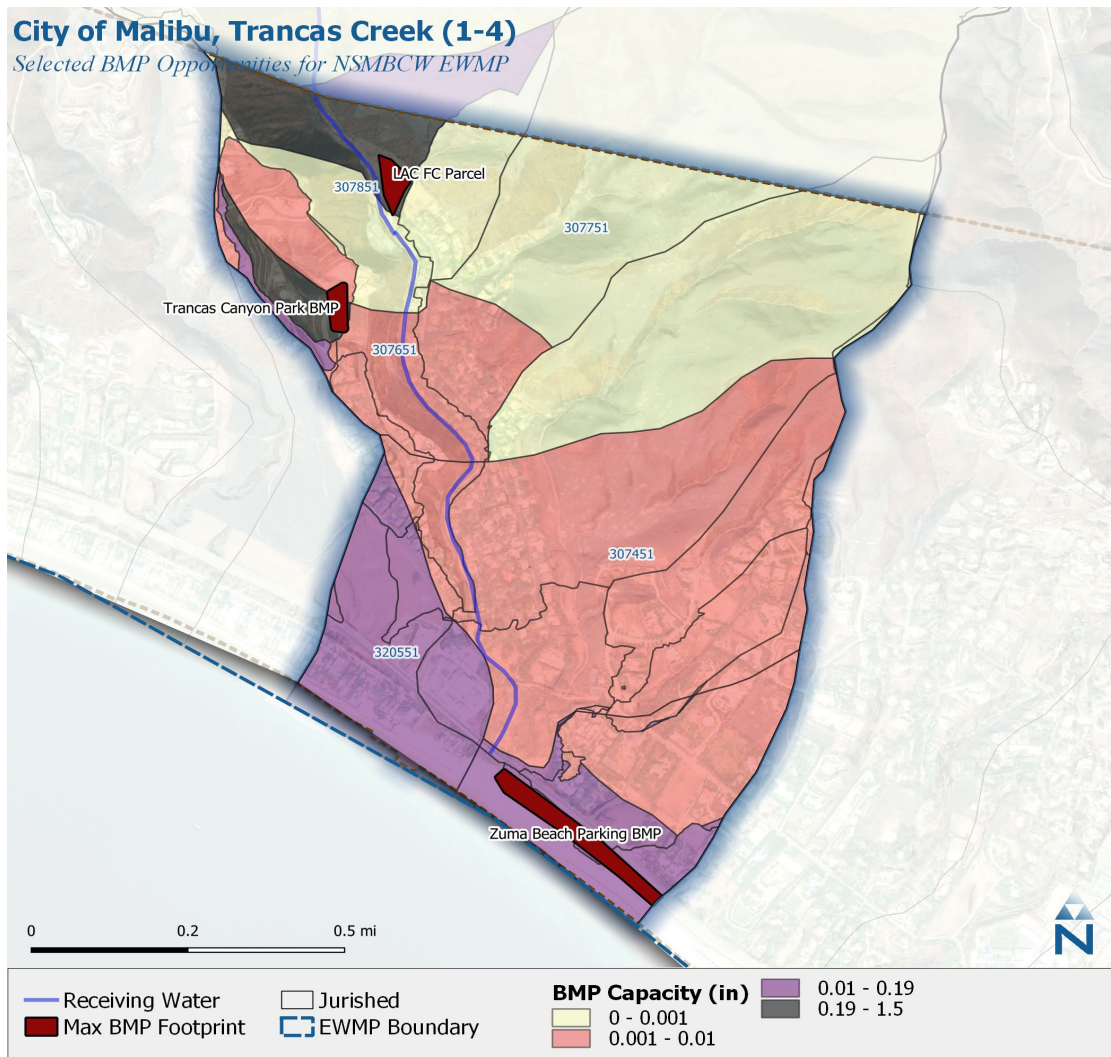 City of Malibu, Trancas Creek (1-4)
Selected BMP Opportunities for NSMBCW EWMP
LAC FC Parcel
307851
307751
Trancas Canyon Park BMP
307651
307451
320551
Zuma Beach Parking BMP
0 0.2 0.5 mi
N
Receiving Water
Max BMP Footprint
Jurished
EWMP Boundary
BMP Capacity (in)
0 - 0.001
0.001 - 0.01
0.01 - 0.19
0.19 - 1.5